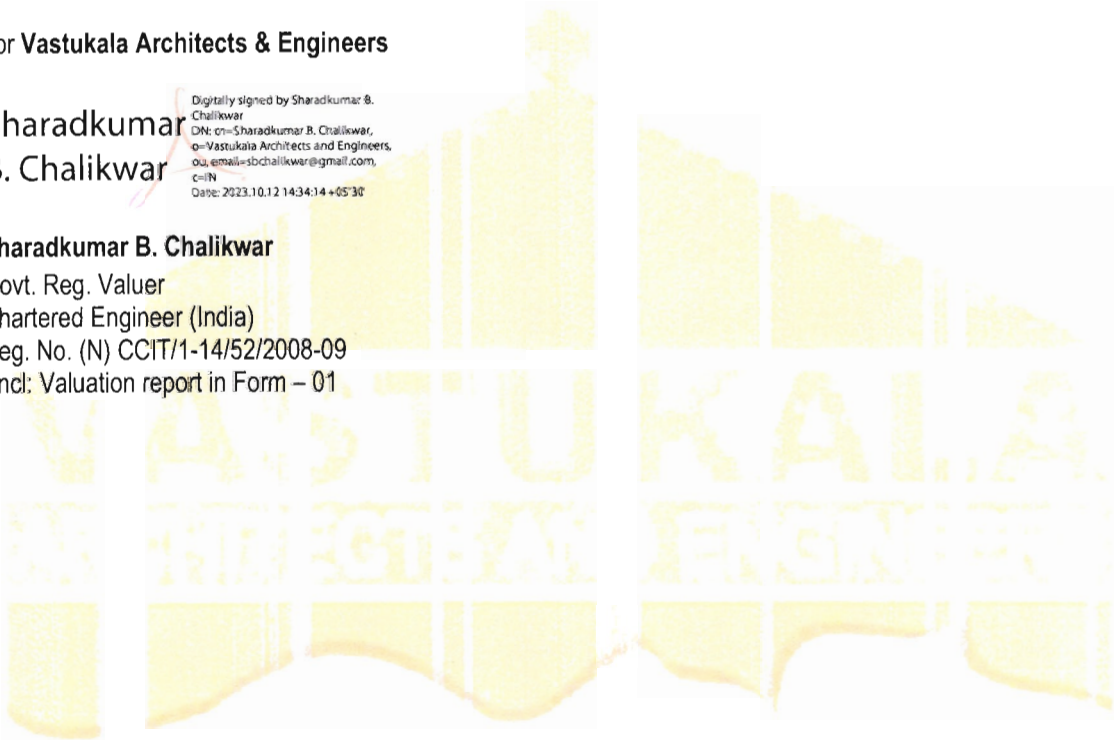 or Vastukala Architects & Engineers
haradkumar
. Chalikwar
Digitally signed by Sharadkumar B.
Chalikwar
DN: cn=Sharadkumar B. Chalikwar,
o=Vastukala Architects and Engineers,
ou, email=sbchalikwar@gmail.com,
c=IN
Date: 2023.10.12 14:34:14 +05'30'
haradkumar B. Chalikwar
ovt. Reg. Valuer
hartered Engineer (India)
eg. No. (N) CCIT/1-14/52/2008-09
ncl: Valuation report in Form – 01
VASTUKALA